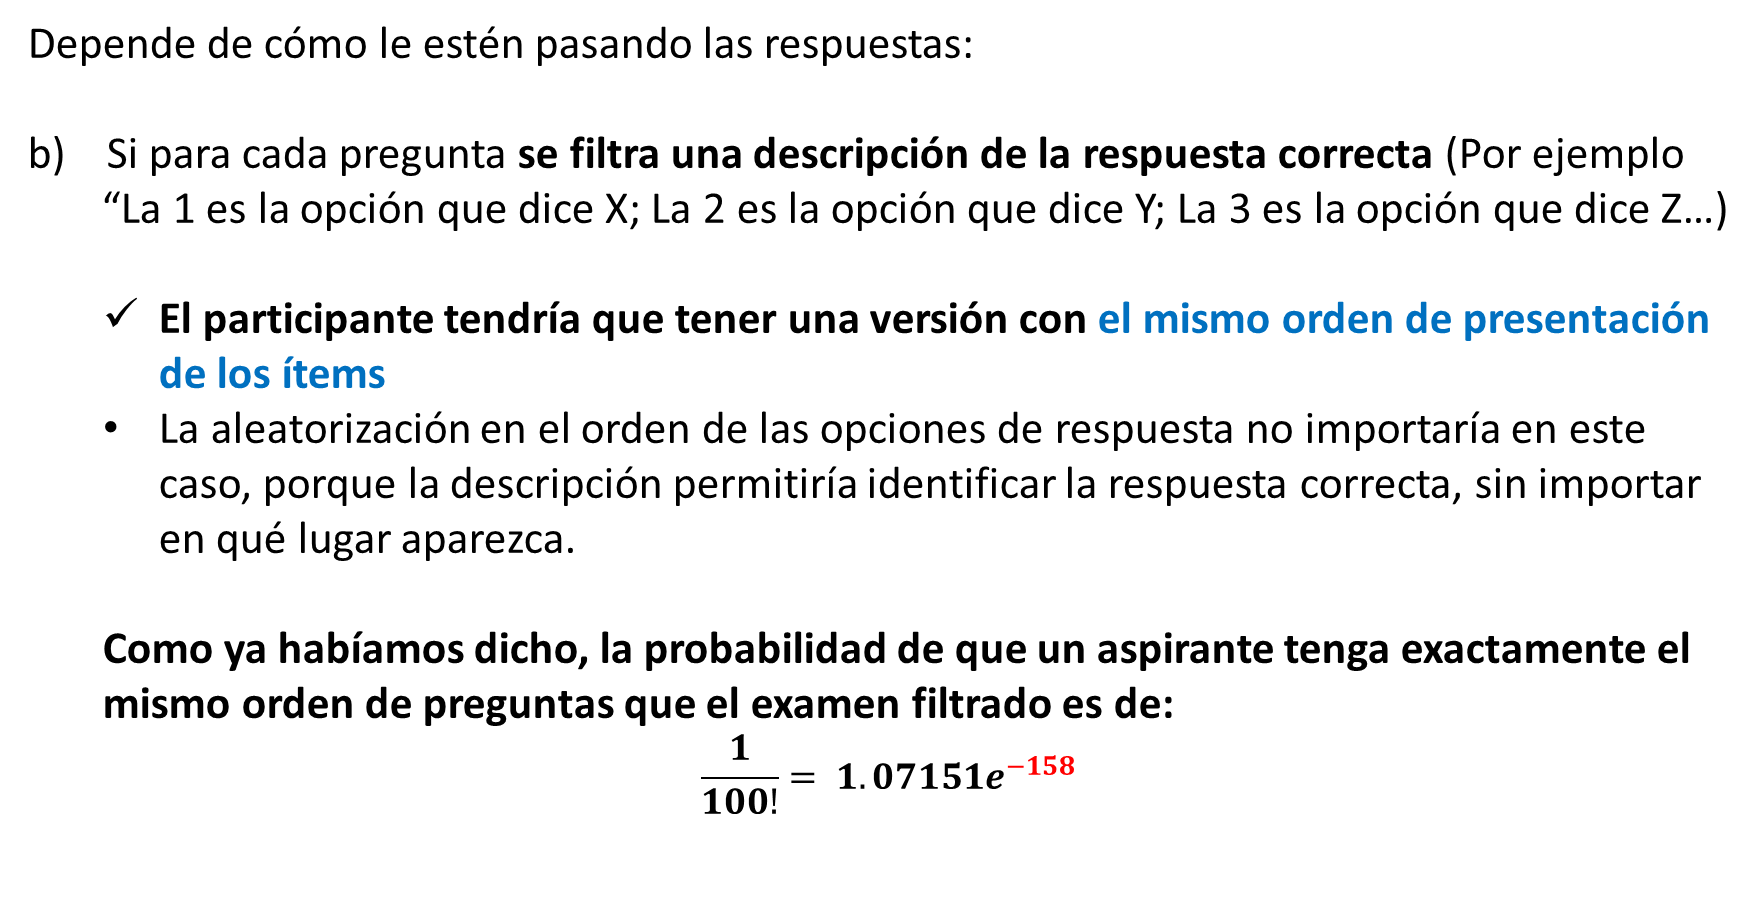 Depende de cómo le estén pasando las respuestas:
b) Si para cada pregunta se filtra una descripción de la respuesta correcta (Por ejemplo
“La 1 es la opción que dice X; La 2 es la opción que dice Y; La 3 es la opción que dice Z...)
✓ El participante tendría que tener una versión con el mismo orden de presentación
de los ítems
• La aleatorización en el orden de las opciones de respuesta no importaría en este
caso, porque la descripción permitiría identificar la respuesta correcta, sin importar
en qué lugar aparezca.
Como ya habíamos dicho, la probabilidad de que un aspirante tenga exactamente el
mismo orden de preguntas que el examen filtrado es de:
1
100! = 1.07151e−158